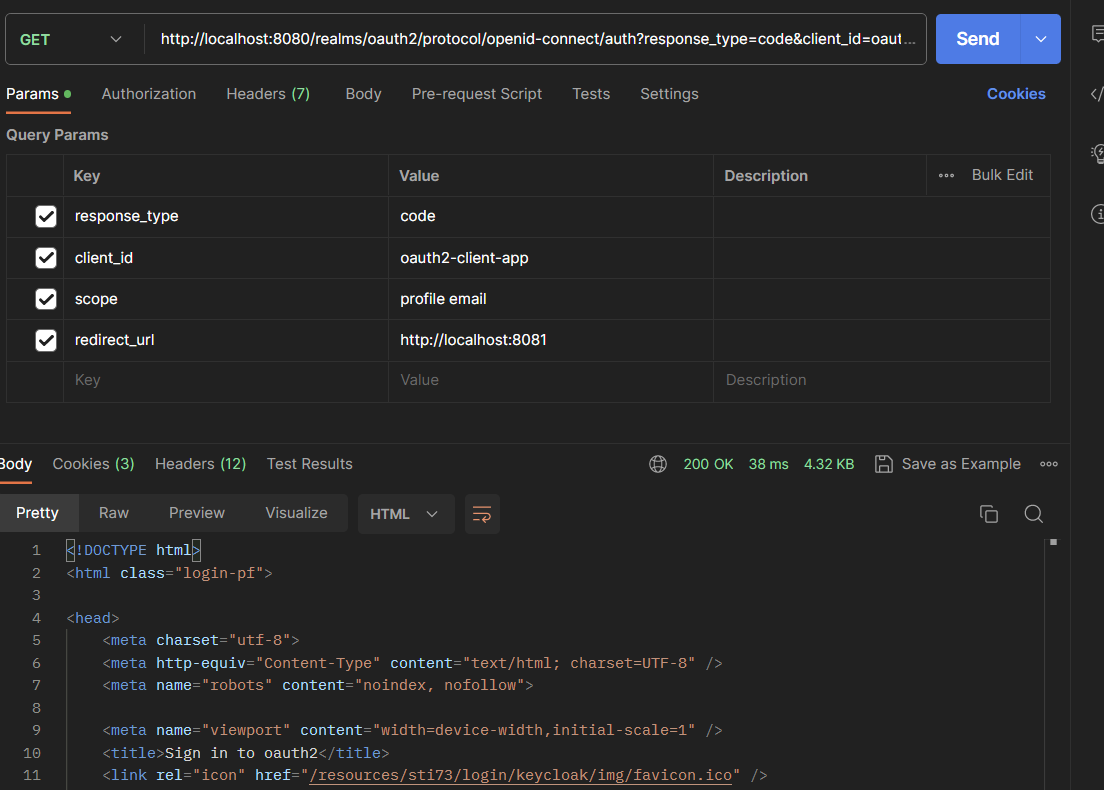 GET http://localhost:8080/realms/oauth2/protocol/openid-connect/auth?response_type=code&client_id=oaut... Send
Params Authorization Headers (7) Body Pre-request Script Tests Settings Cookies
Query Params
Key Value Description ••• Bulk Edit
response_type code
client_id oauth2-client-app
scope profile email
redirect_url http://localhost:8081
Key Value Description
Body Cookies (3) Headers (12) Test Results 200 OK 38 ms 4.32 KB Save as Example
Pretty Raw Preview Visualize HTML
1 <!DOCTYPE html>
2 <html class="login-pf">
3
4 <head>
5 <meta charset="utf-8">
6 <meta http-equiv="Content-Type" content="text/html; charset=UTF-8" />
7 <meta name="robots" content="noindex, nofollow">
8
9 <meta name="viewport" content="width=device-width,initial-scale=1" />
10 <title>Sign in to oauth2</title>
11 <link rel="icon" href="/resources/sti73/login/keycloak/img/favicon.ico" />